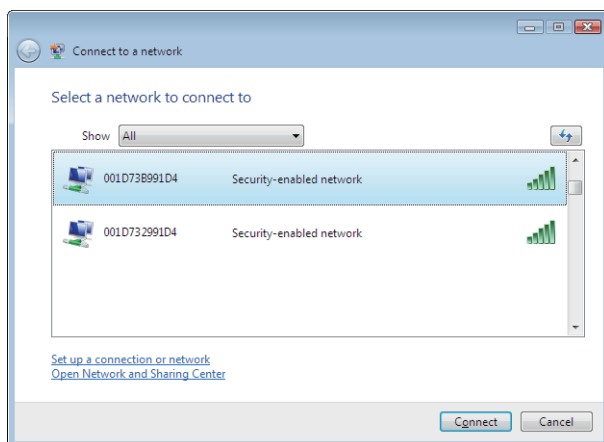 Connect to a network
Select a network to connect to
Show All
001D73B991D4 Security-enabled network
001D732991D4 Security-enabled network
Set up a connection or network
Open Network and Sharing Center
Connect Cancel